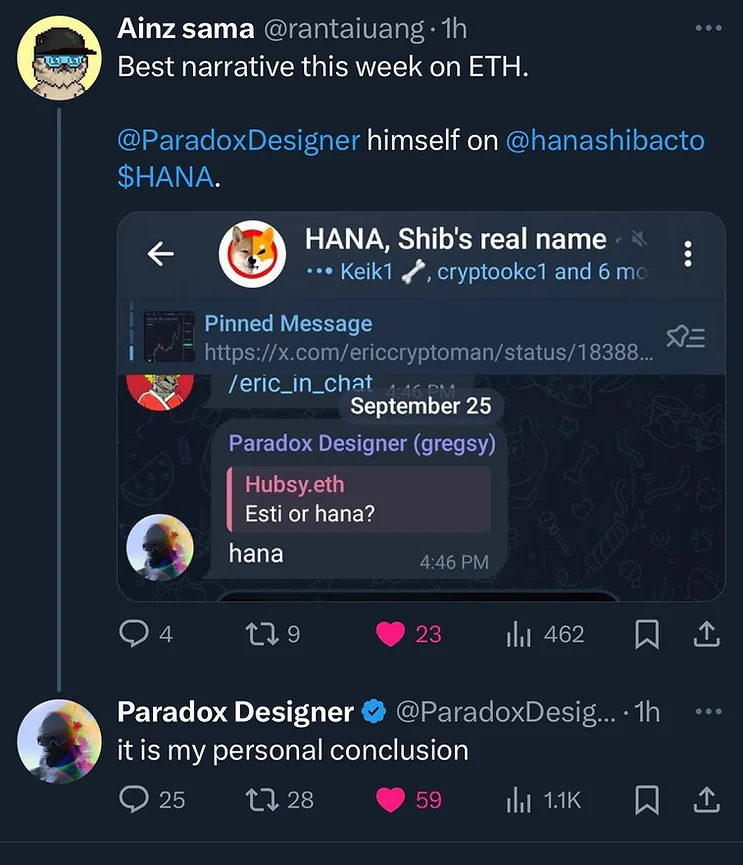 Ainz sama @rantaiuang · 1h
Best narrative this week on ETH.
@ParadoxDesigner himself on @hanashibacto
$HANA.
HANA, Shib's real name
Keik1 🦴, cryptookc1 and 6 mo
Pinned Message
https://x.com/ericcryptoman/status/18388...
/eric_in_chat 4:46 PM
September 25
Paradox Designer (gregsy)
Hubsy.eth
Esti or hana?
hana
4:46 PM
4 9 23 462
Paradox Designer @ParadoxDesig... · 1h
it is my personal conclusion
25 28 59 1.1K